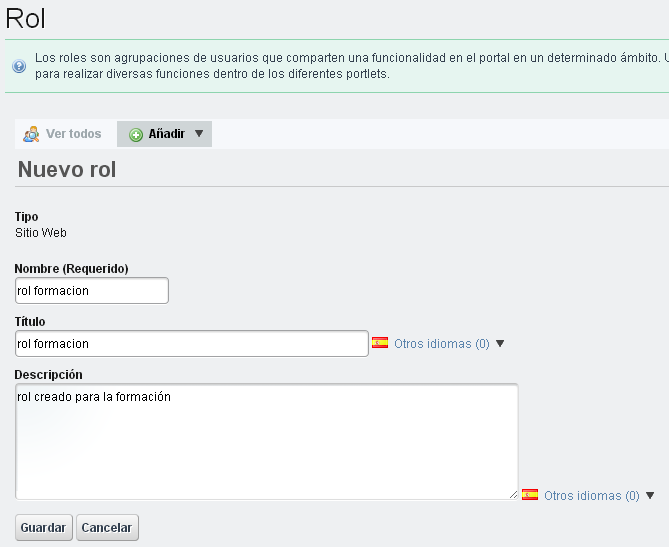 Rol
Los roles son agrupaciones de usuarios que comparten una funcionalidad en el portal en un determinado ámbito.
para realizar diversas funciones dentro de los diferentes portlets.
Ver todos Añadir
Nuevo rol
Tipo
Sitio Web
Nombre (Requerido)
rol formacion
Título
rol formacion
Otros idiomas (0)
Descripción
rol creado para la formación
Otros idiomas (0)
Guardar Cancelar